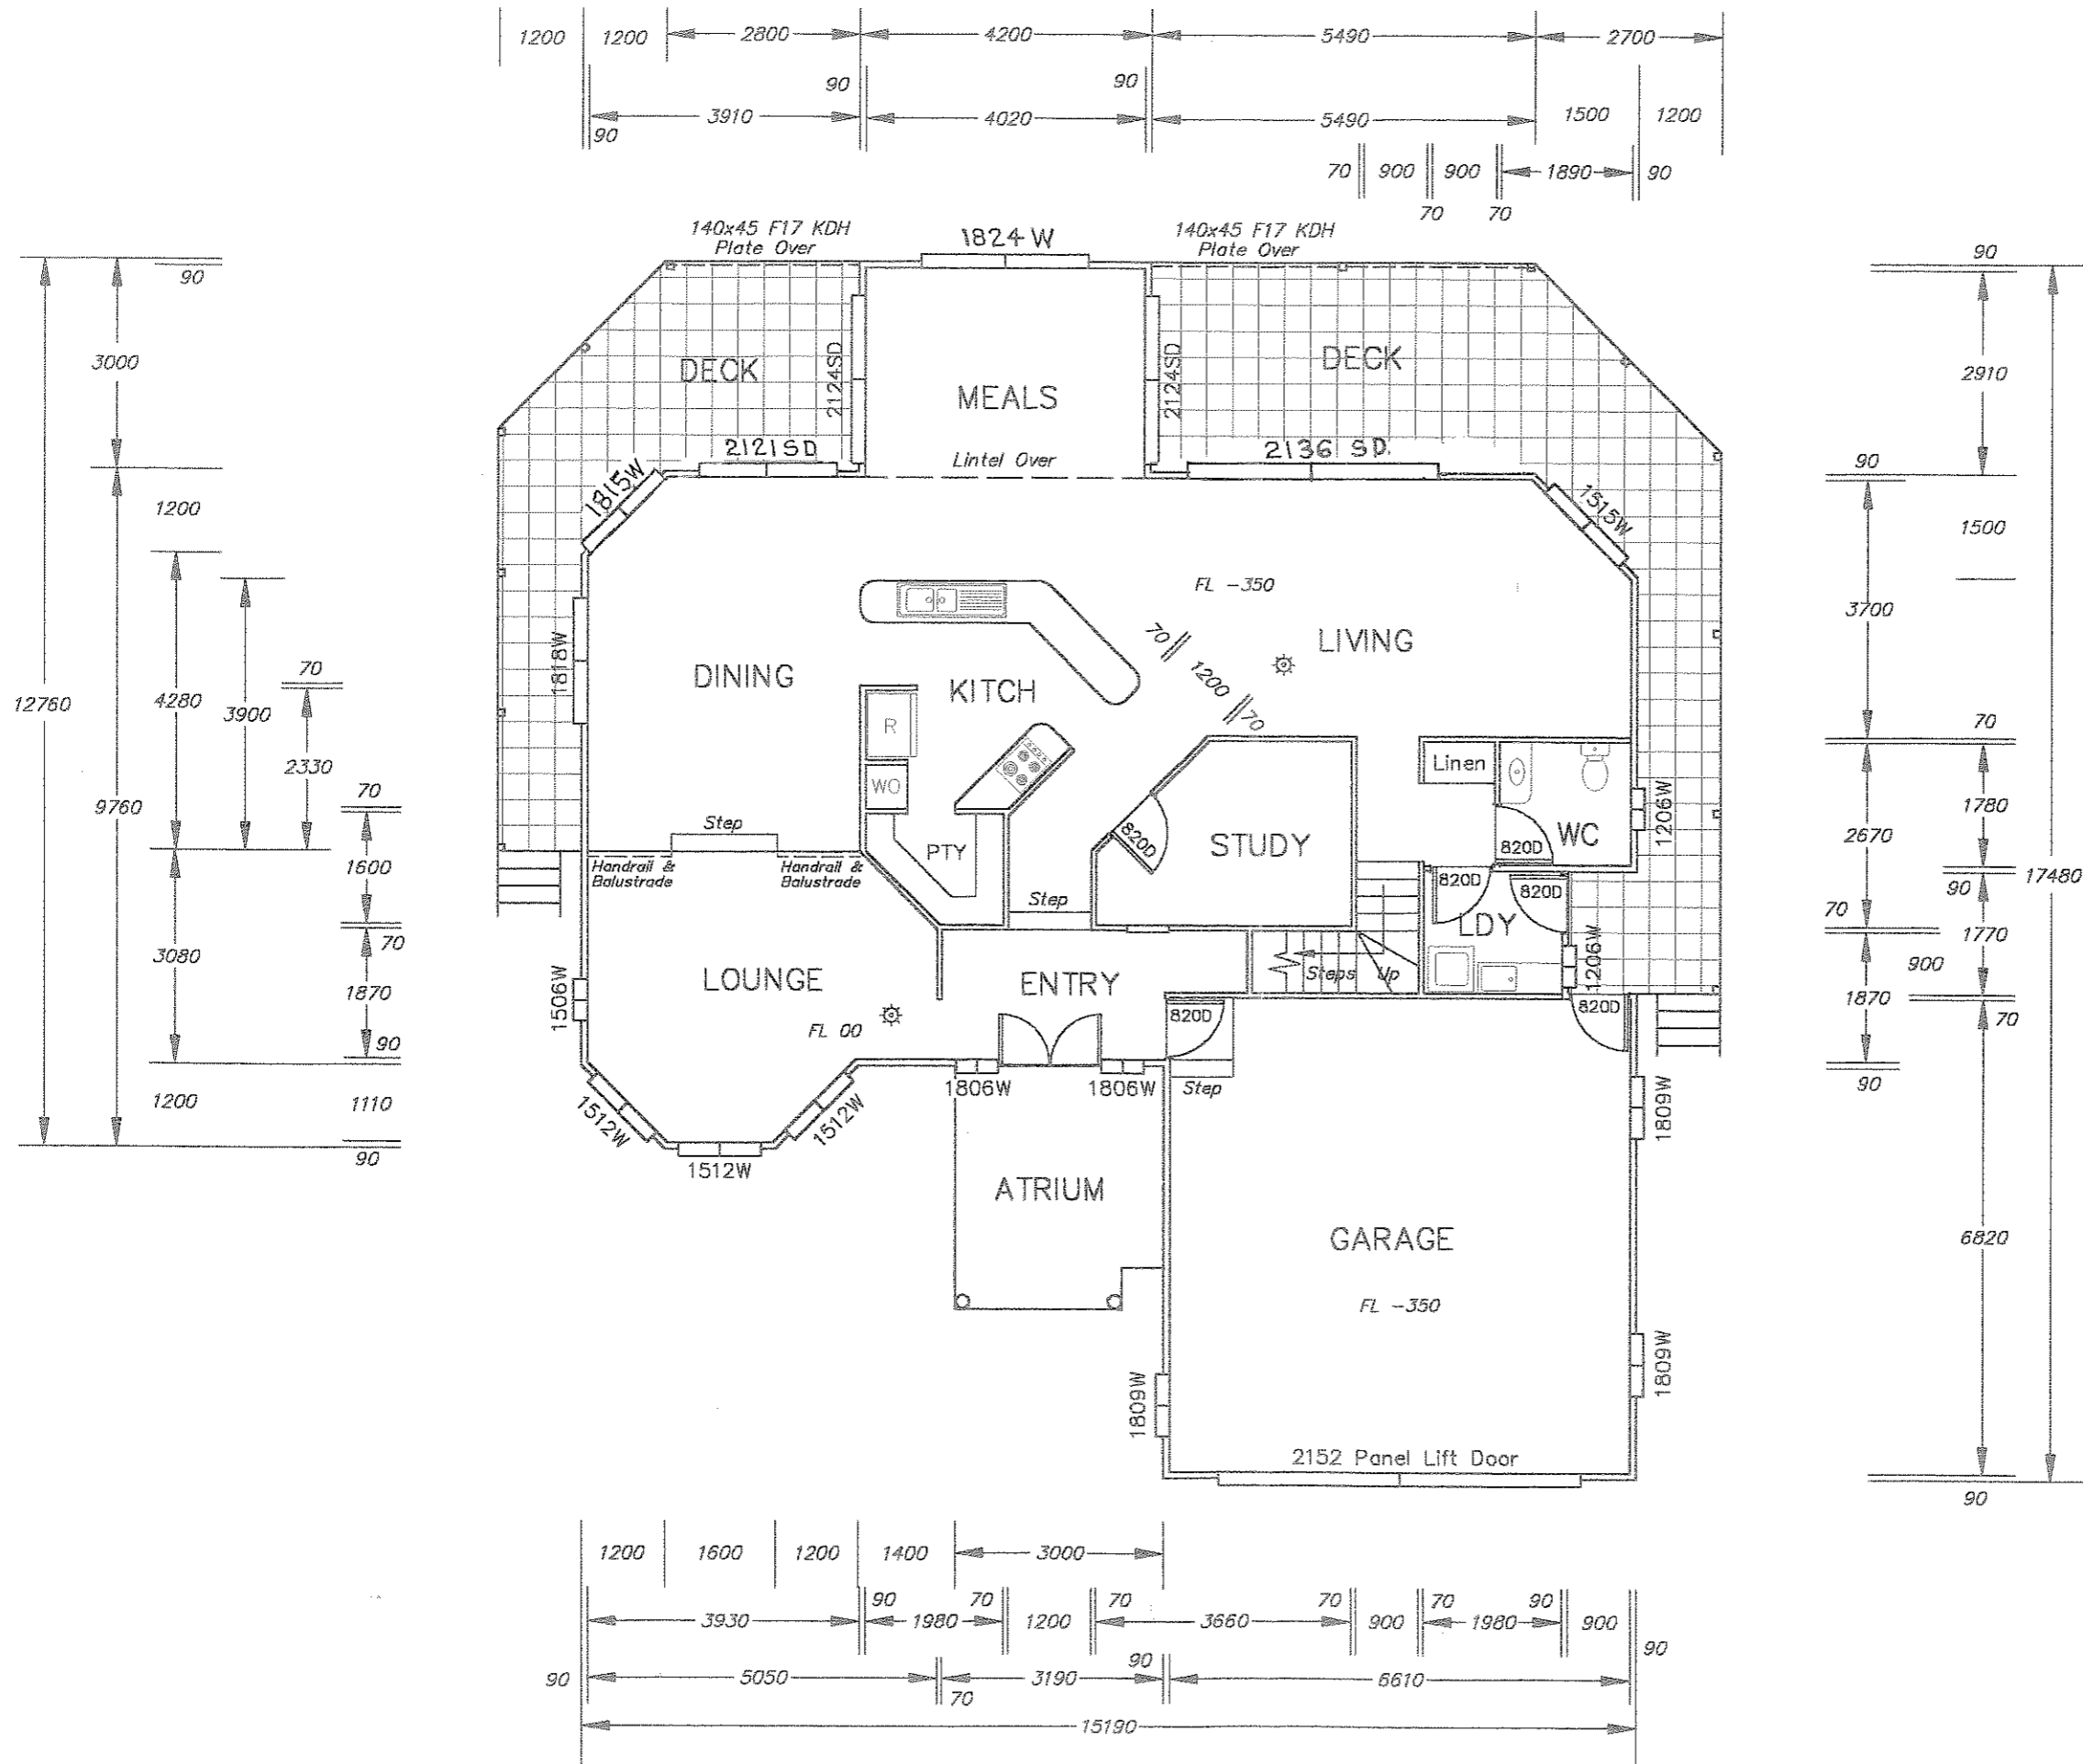 1200 1200 2800 4200 5490 2700
90 90
3910 4020 5490 1500 1200
90
70 900 900 1890 90
70 70
140x45 F17 KDH
Plate Over
1824 W
140x45 F17 KDH
Plate Over
90
90
3000
2910
DECK
2124SD
MEALS
2124SD
DECK
2121SD
Lintel Over
2136 SD.
90
1815W
1515W
1200
1500
FL -350
3700
70
1818W
DINING
KITCH
70
1200
70
LIVING
12760
4280
3900
2330
R
70
WO
Linen
9760
70
Step
PTY
820D
STUDY
820D
WC
1206W
1780
2670
1600
Handrail &
Balustrade
Handrail &
Balustrade
Step
820D
820D
90
17480
70
3080
70
LDY
1770
LOUNGE
ENTRY
Steps Up
1206W
900
1870
1506W
FL 00
820D
820D
1870
70
90
1806W
1806W
Step
90
1200
1110
1512W
1512W
1809W
90
1512W
ATRIUM
GARAGE
6820
FL -350
1809W
1809W
2152 Panel Lift Door
90
1200 1600 1200 1400 3000
90 70 70 70 70 90
3930 1980 1200 3660 900 1980 900
90
90 5050 3190 90 6610
70
15190